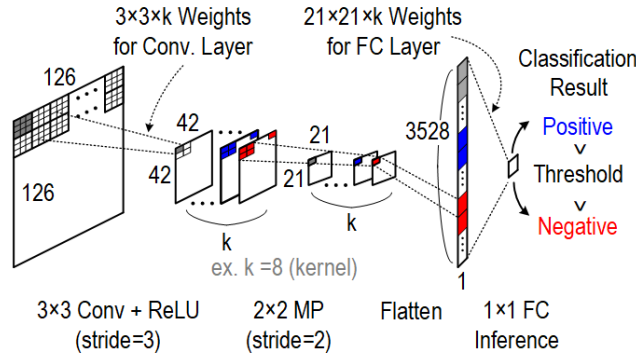 3×3×k Weights
for Conv. Layer
21×21×k Weights
for FC Layer
Classification
Result
126
126
42
42
21
21
3528
Positive
Threshold
Negative
k
k
ex. k =8 (kernel)
1
3×3 Conv + ReLU
(stride=3)
2×2 MP
(stride=2)
Flatten
1×1 FC
Inference